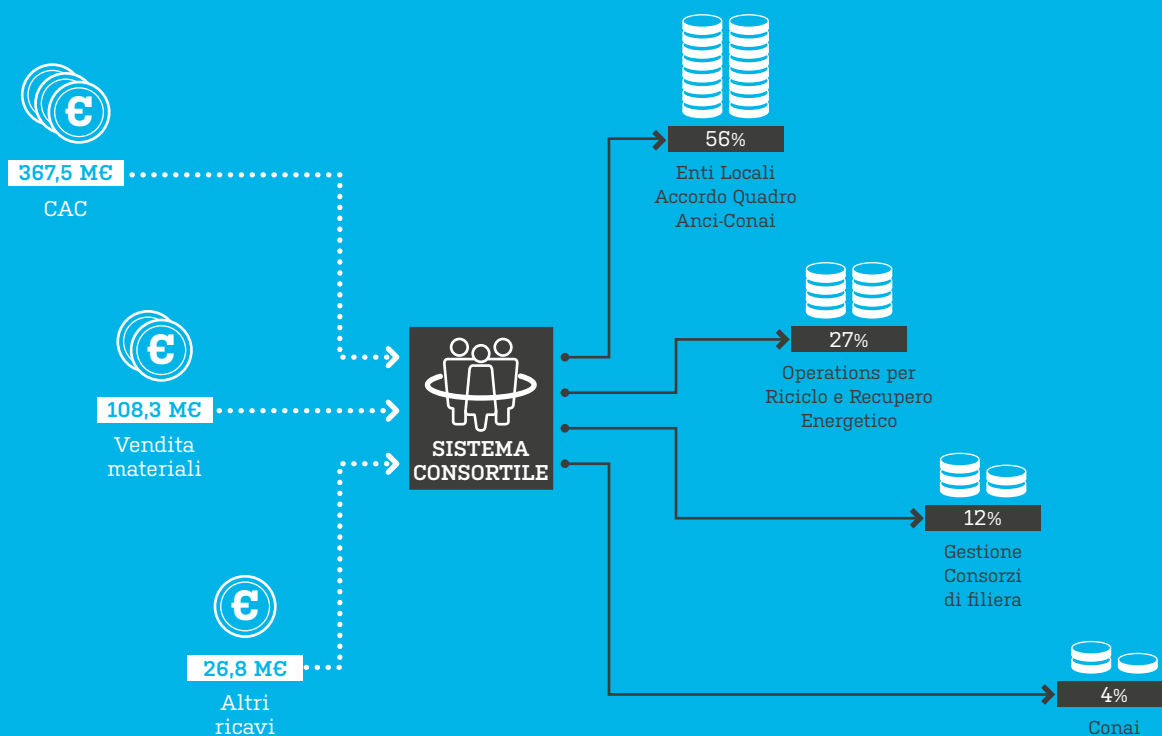 367,5 M€
CAC
108,3 M€
Vendita
materiali
26,8 M€
Altri
ricavi
SISTEMA
CONSORTILE
56%
Enti Locali
Accordo Quadro
Anci-Conai
27%
Operations per
Riciclo e Recupero
Energetico
12%
Gestione
Consorzi
di filiera
4%
Conai